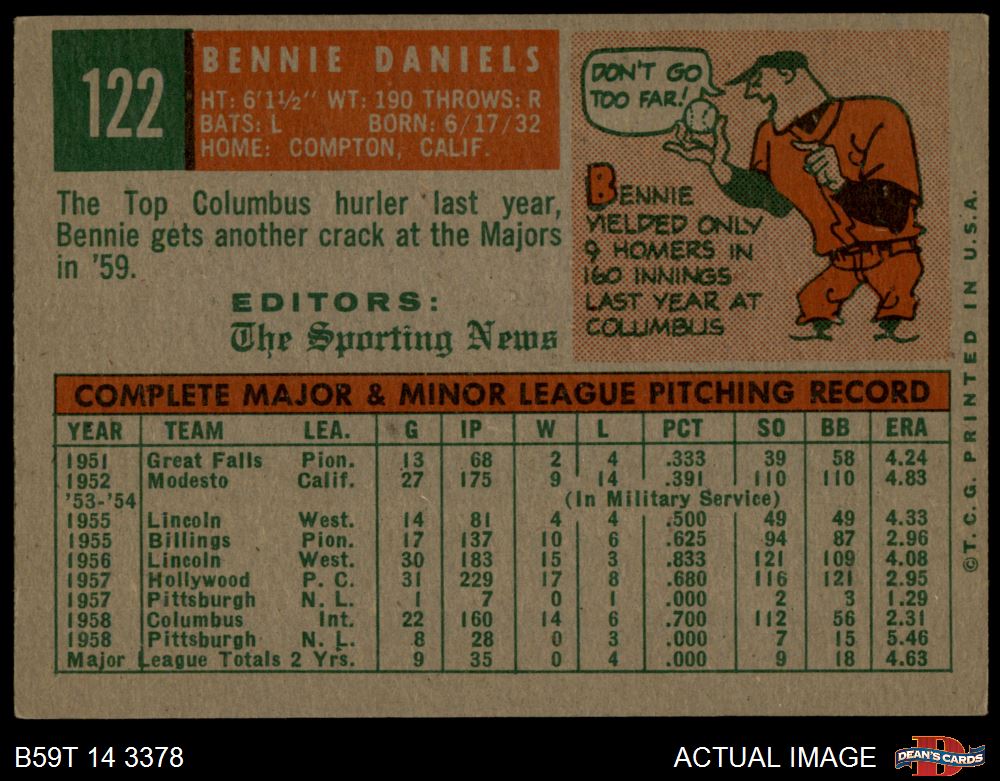 122
BENNIE DANIELS
HT: 6'1½" WT: 190 THROWS: R
BATS: L BORN: 6/17/32
HOME: COMPTON, CALIF.
The Top Columbus hurler last year,
Bennie gets another crack at the Majors
in '59.
EDITORS:
The Sporting News
DON'T GO
TOO FAR!
BENNIE
YIELDED ONLY
9 HOMERS IN
160 INNINGS
LAST YEAR AT
COLUMBUS
COMPLETE MAJOR & MINOR LEAGUE PITCHING RECORD
YEAR TEAM LEA. G IP W L PCT SO BB ERA
1951 Great Falls Pion. 13 68 2 4 .333 39 58 4.24
1952 Modesto Calif. 27 175 9 14 .391 110 110 4.83
'53-'54 (In Military Service)
1955 Lincoln West. 14 81 4 4 .500 49 49 4.33
1955 Billings Pion. 17 137 10 6 .625 94 87 2.96
1956 Lincoln West. 30 183 15 3 .833 121 109 4.08
1957 Hollywood P. C. 31 229 17 8 .680 116 121 2.95
1957 Pittsburgh N. L. 1 7 0 1 .000 2 3 1.29
1958 Columbus Int. 22 160 14 6 .700 112 56 2.31
1958 Pittsburgh N. L. 8 28 0 3 .000 7 15 5.46
Major League Totals 2 Yrs. 9 35 0 4 .000 9 18 4.63
© T. C. G. PRINTED IN U.S.A.
B59T 14 3378
ACTUAL IMAGE
DEAN'S CARDS